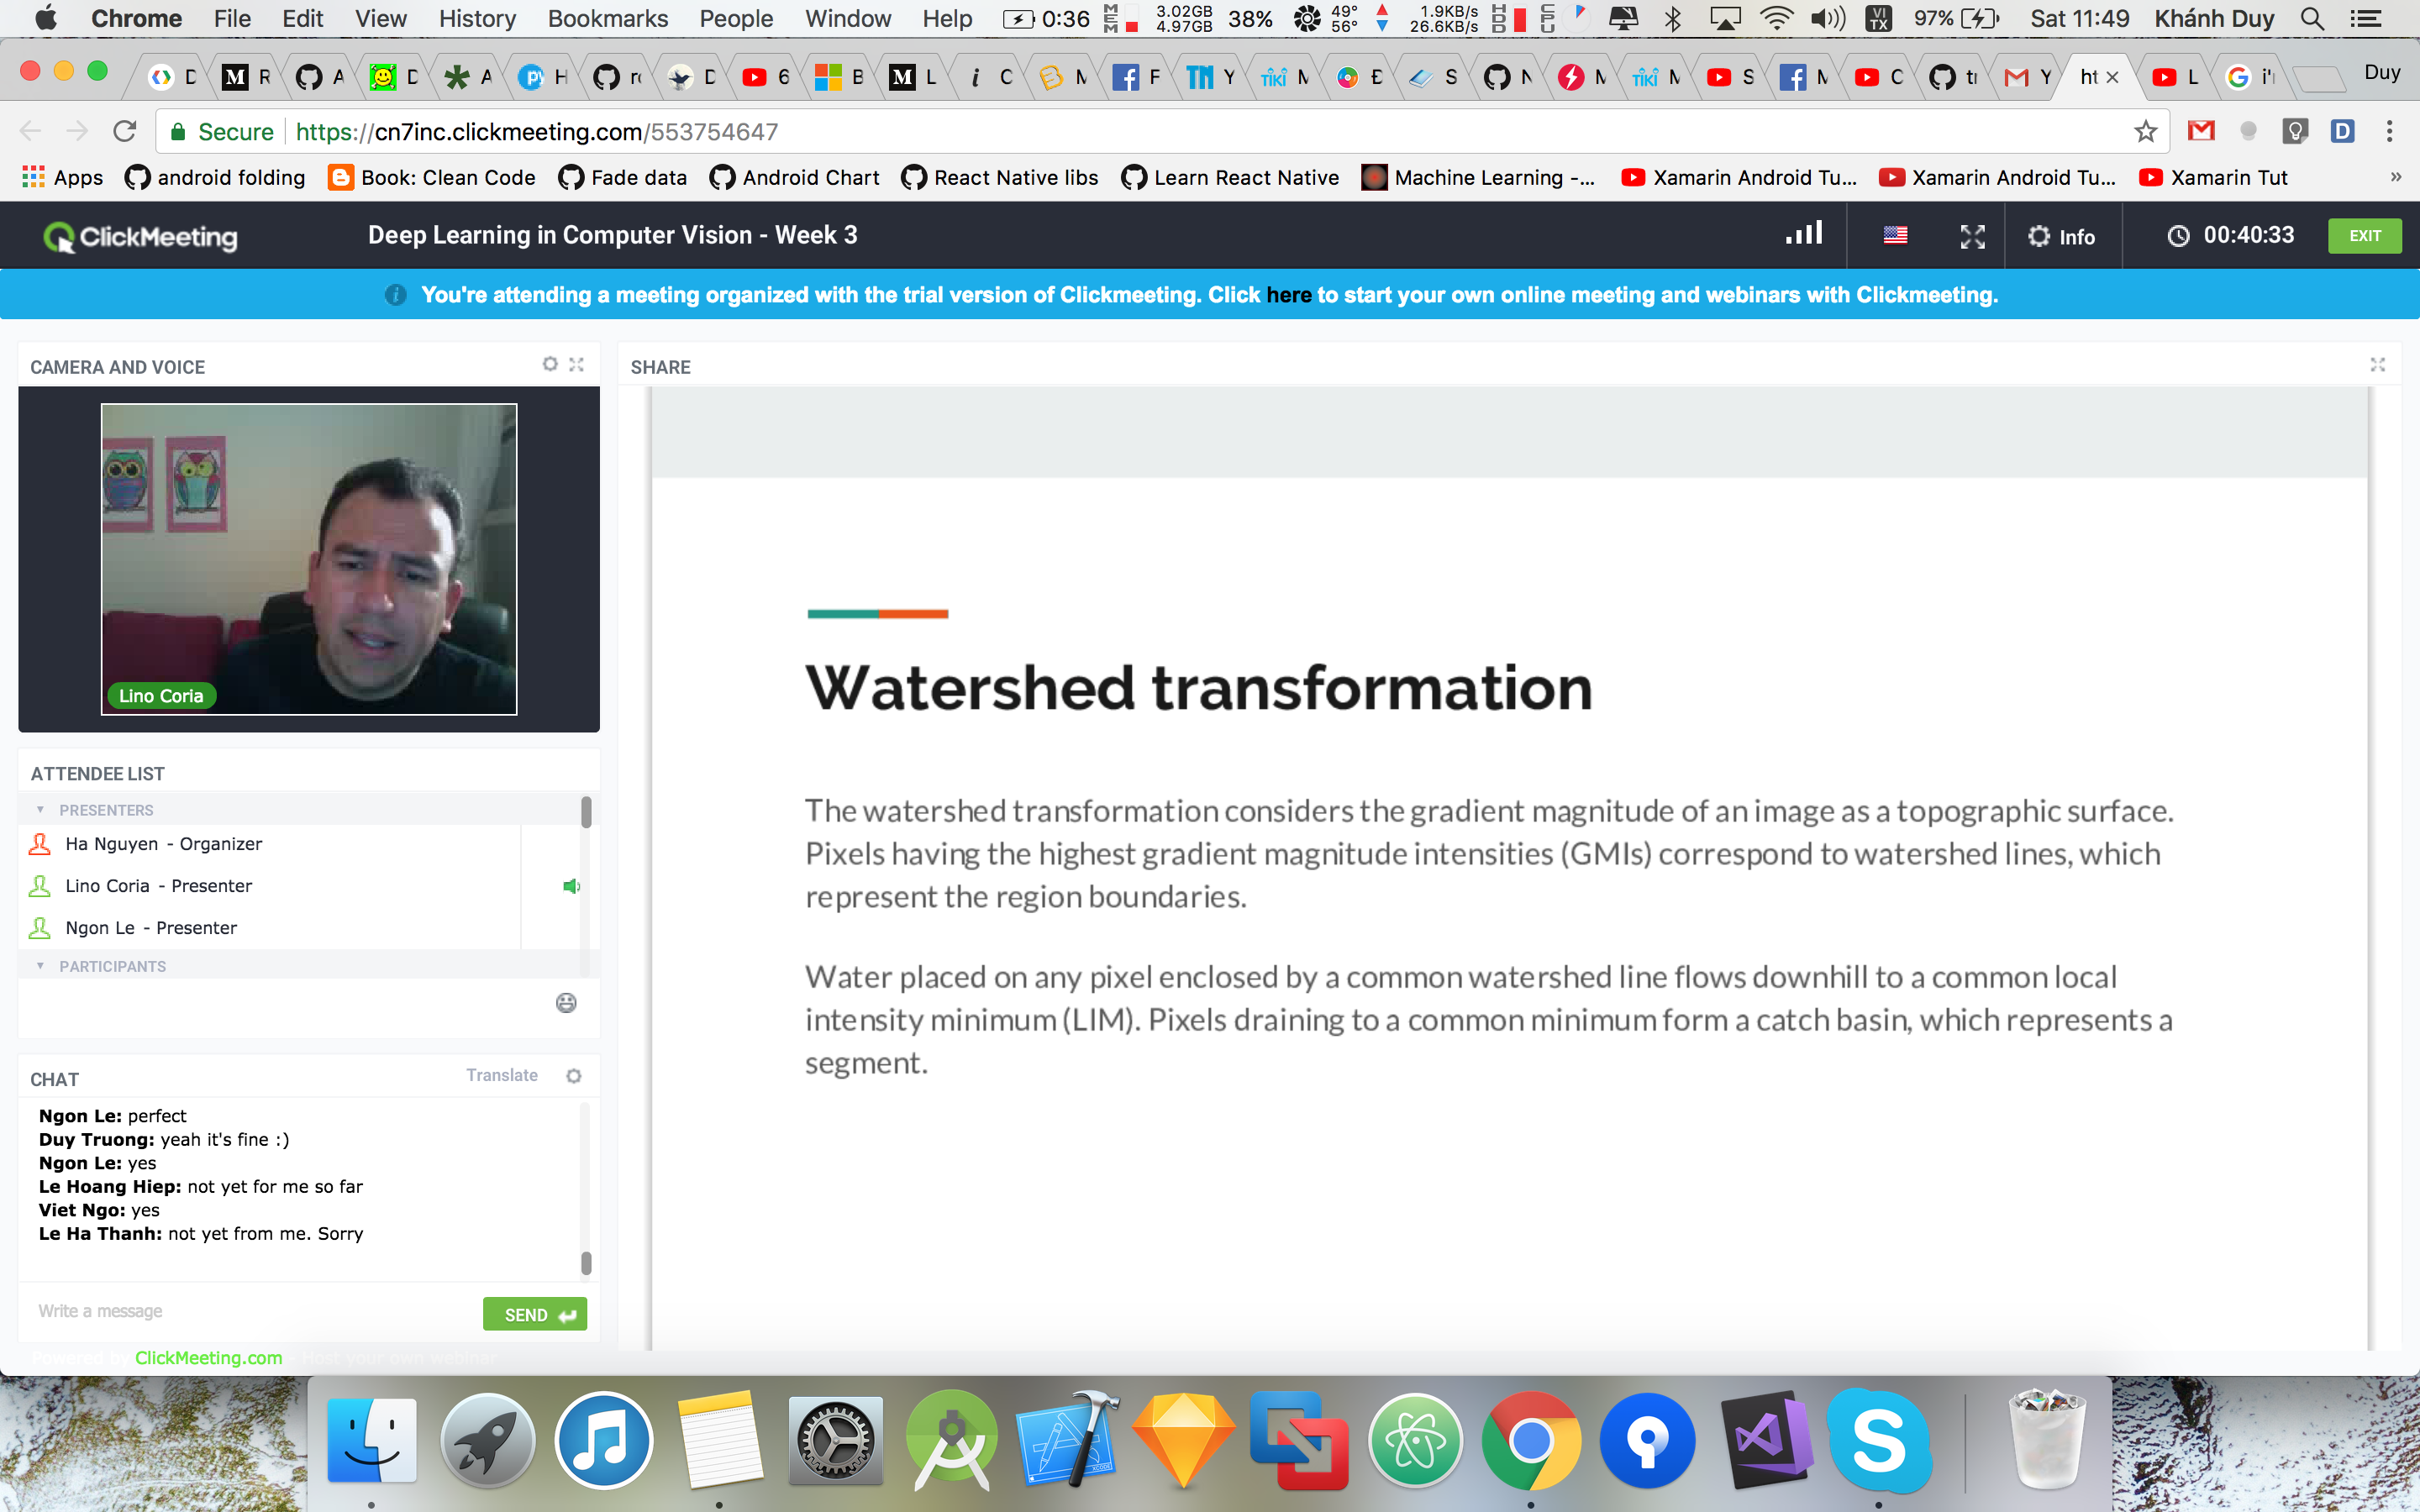 Chrome File Edit View History Bookmarks People Window Help 0:36 MEM 3.02GB 4.97GB 38% 49° 56° 1.9KB/s 26.6KB/s HDD CPU VI TX 97% Sat 11:49 Khánh Duy
D R A D A H D 6 B L C M F Y M Đ S N M M S M C Y ht L i' Duy
Secure https://cn7inc.clickmeeting.com/553754647
Apps android folding Book: Clean Code Fade data Android Chart React Native libs Learn React Native Machine Learning -... Xamarin Android Tu... Xamarin Android Tu... Xamarin Tut »
ClickMeeting Deep Learning in Computer Vision - Week 3 Info 00:40:33 EXIT
You're attending a meeting organized with the trial version of Clickmeeting. Click here to start your own online meeting and webinars with Clickmeeting.
CAMERA AND VOICE
SHARE
Lino Coria
Watershed transformation
The watershed transformation considers the gradient magnitude of an image as a topographic surface.
Pixels having the highest gradient magnitude intensities (GMIs) correspond to watershed lines, which
represent the region boundaries.
Water placed on any pixel enclosed by a common watershed line flows downhill to a common local
intensity minimum (LIM). Pixels draining to a common minimum form a catch basin, which represents a
segment.
ATTENDEE LIST
PRESENTERS
Ha Nguyen - Organizer
Lino Coria - Presenter
Ngon Le - Presenter
PARTICIPANTS
CHAT Translate
Ngon Le: perfect
Duy Truong: yeah it's fine :)
Ngon Le: yes
Le Hoang Hiep: not yet for me so far
Viet Ngo: yes
Le Ha Thanh: not yet from me. Sorry
Write a message SEND
Powered by ClickMeeting.com